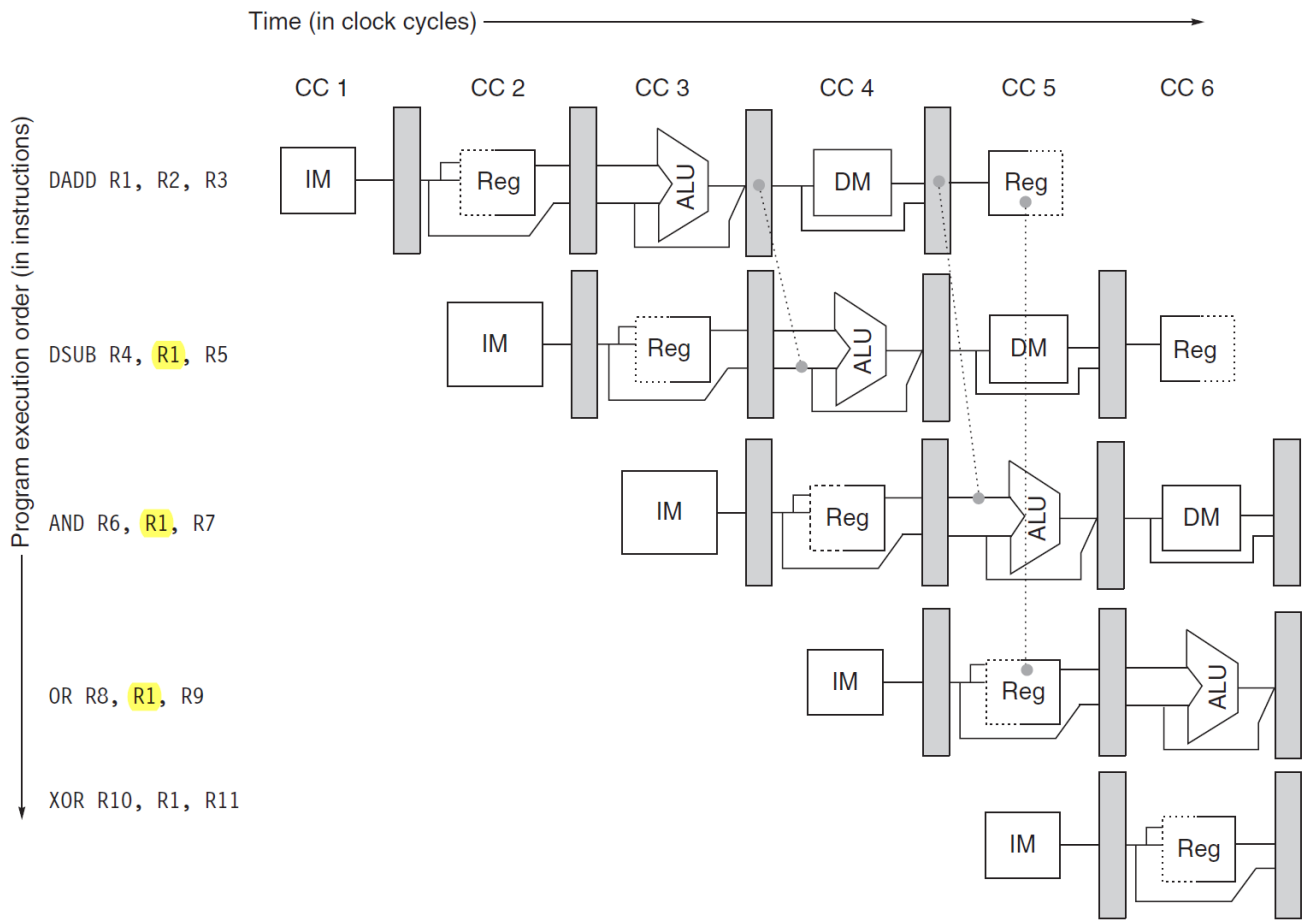 Time (in clock cycles)
CC 1 CC 2 CC 3 CC 4 CC 5 CC 6
Program execution order (in instructions)
DADD R1, R2, R3 IM Reg ALU DM Reg
DSUB R4, R1, R5 IM Reg ALU DM Reg
AND R6, R1, R7 IM Reg ALU DM
OR R8, R1, R9 IM Reg ALU
XOR R10, R1, R11 IM Reg